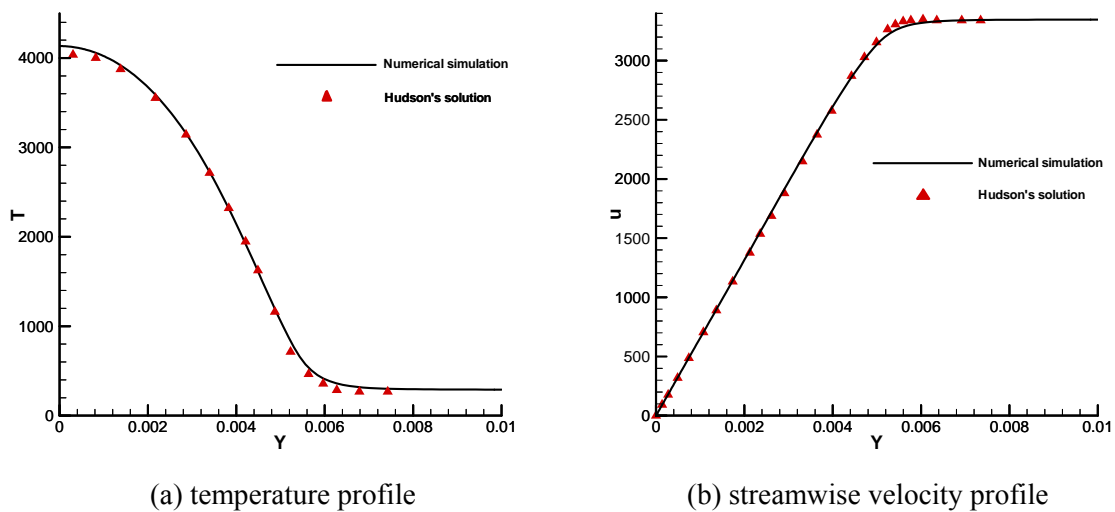 4000
3000
2000
1000
0
T
Numerical simulation
Hudson's solution
0 0.002 0.004 0.006 0.008 0.01
Y
(a) temperature profile
3000
2500
2000
1500
1000
500
0
u
Numerical simulation
Hudson's solution
0 0.002 0.004 0.006 0.008 0.01
Y
(b) streamwise velocity profile